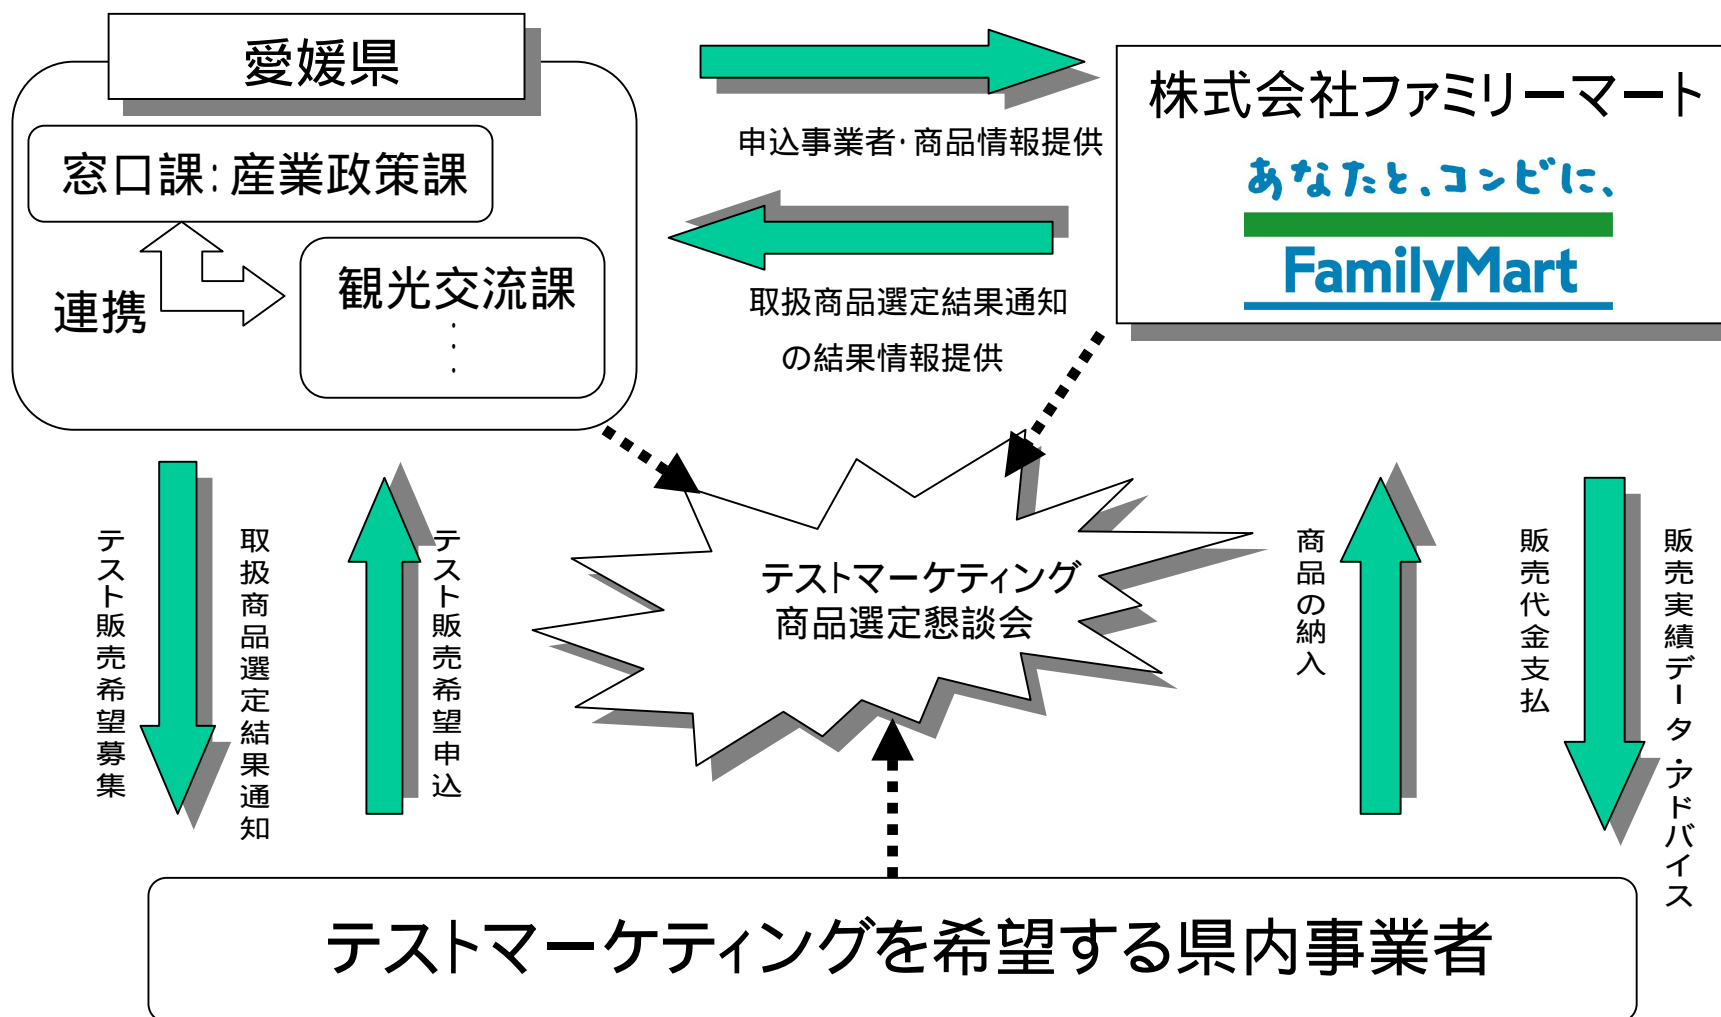 愛媛県
窓口課：産業政策課
連携
観光交流課
・
・
・
申込事業者・商品情報提供
取扱商品選定結果通知
の結果情報提供
株式会社ファミリーマート
あなたと、コンビに、
FamilyMart
テスト販売希望募集
取扱商品選定結果通知
テスト販売希望申込
テストマーケティング
商品選定懇談会
商品の納入
販売代金支払
販売実績データ・アドバイス
テストマーケティングを希望する県内事業者